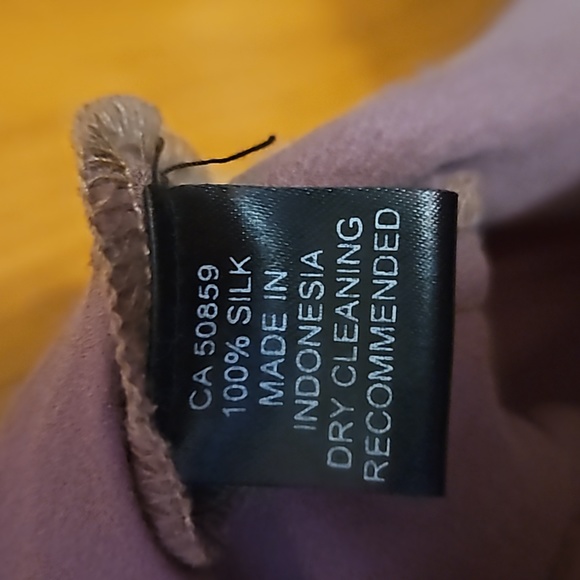 CA 50859
100% SILK
MADE IN
INDONESIA
DRY CLEANING
RECOMMENDED